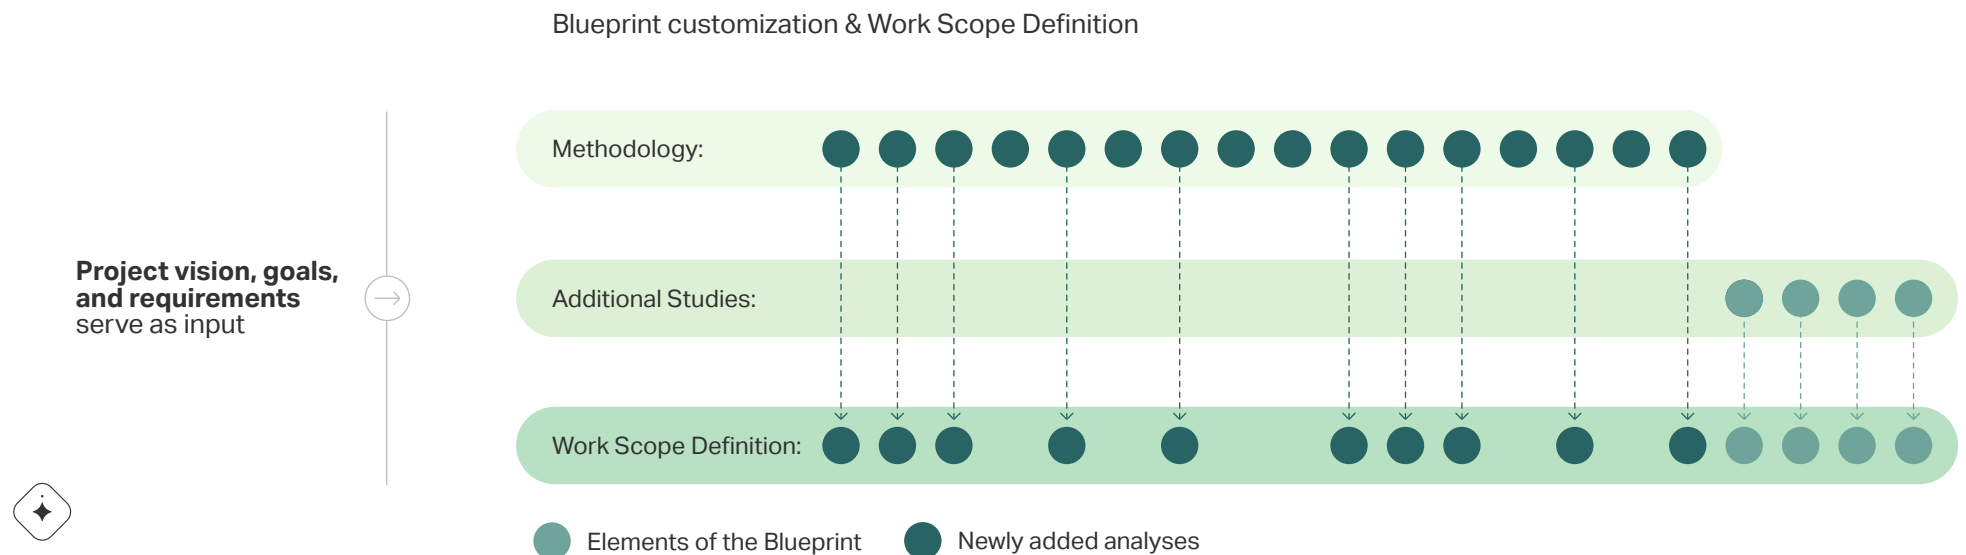 Blueprint customization & Work Scope Definition
Methodology:
Project vision, goals,
and requirements
serve as input
Additional Studies:
Work Scope Definition:
Elements of the Blueprint
Newly added analyses